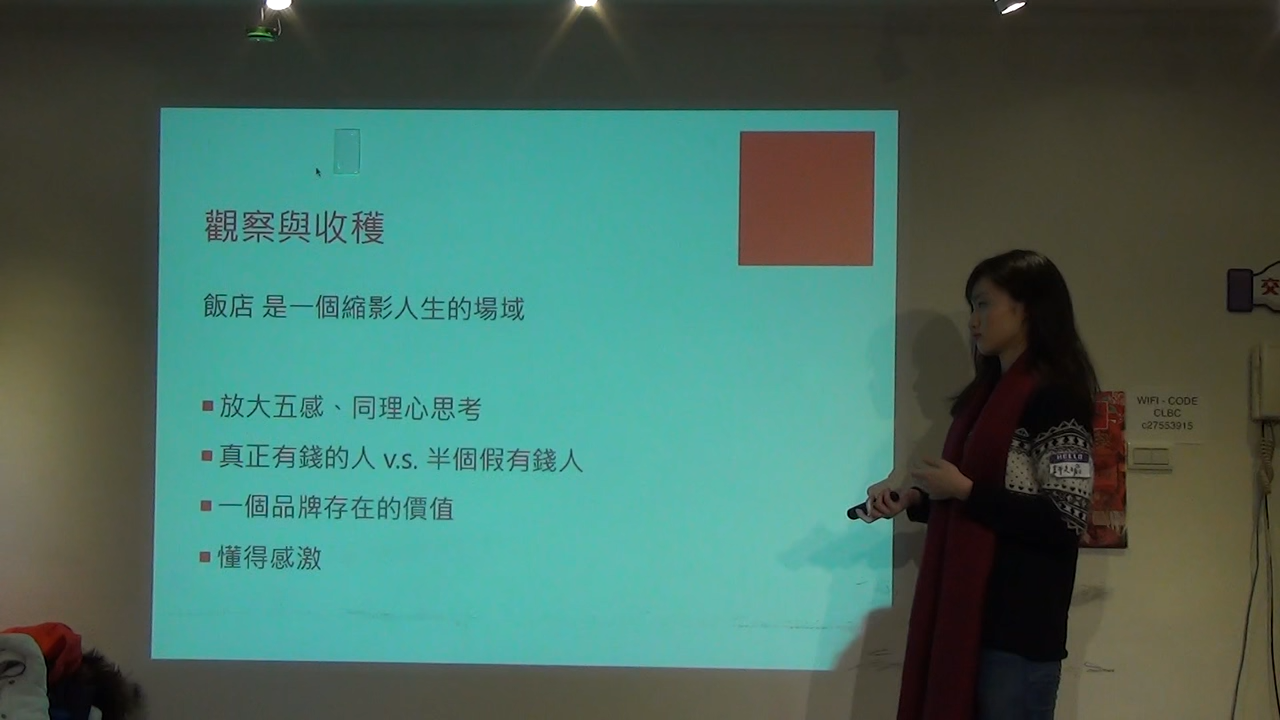 觀察與收穫
飯店 是一個縮影人生的場域
放大五感、同理心思考
真正有錢的人 v.s. 半個假有錢人
一個品牌存在的價值
懂得感激
交
WIFI - CODE
CLBC
c27553915
HELLO